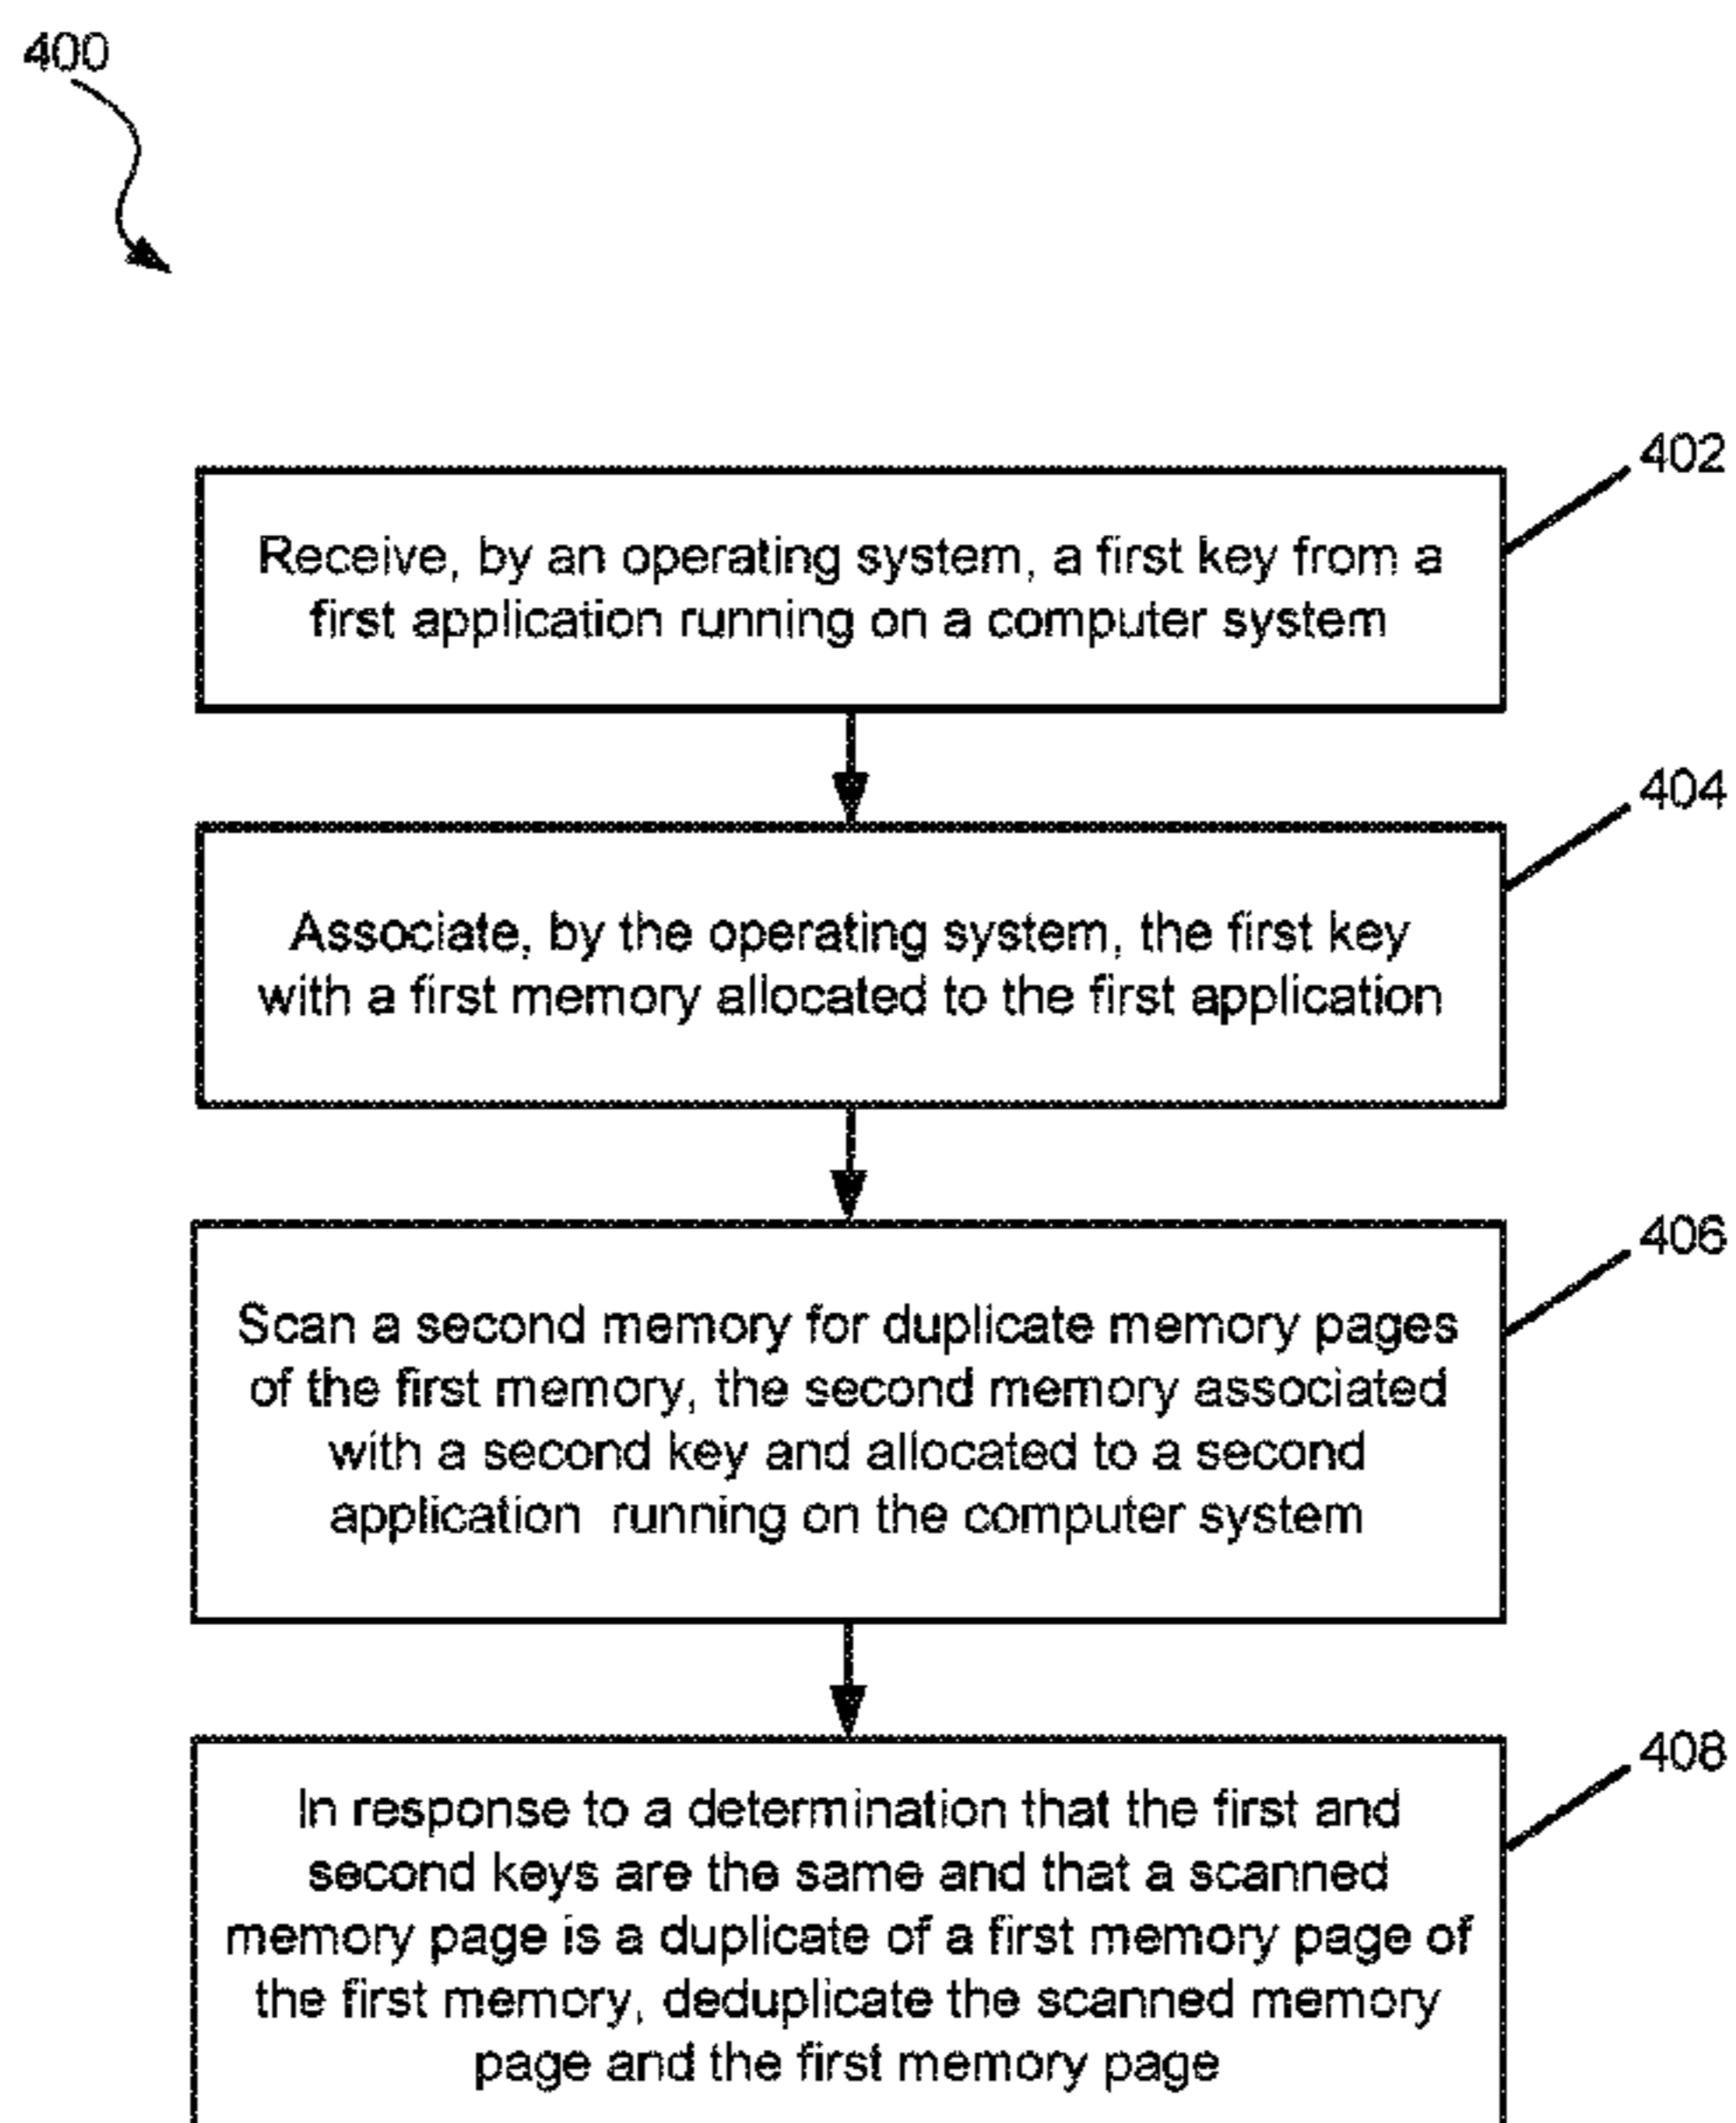 400
402
Receive, by an operating system, a first key from a
first application running on a computer system
404
Associate, by the operating system, the first key
with a first memory allocated to the first application
406
Scan a second memory for duplicate memory pages
of the first memory, the second memory associated
with a second key and allocated to a second
application running on the computer system
408
In response to a determination that the first and
second keys are the same and that a scanned
memory page is a duplicate of a first memory page of
the first memory, deduplicate the scanned memory
page and the first memory page